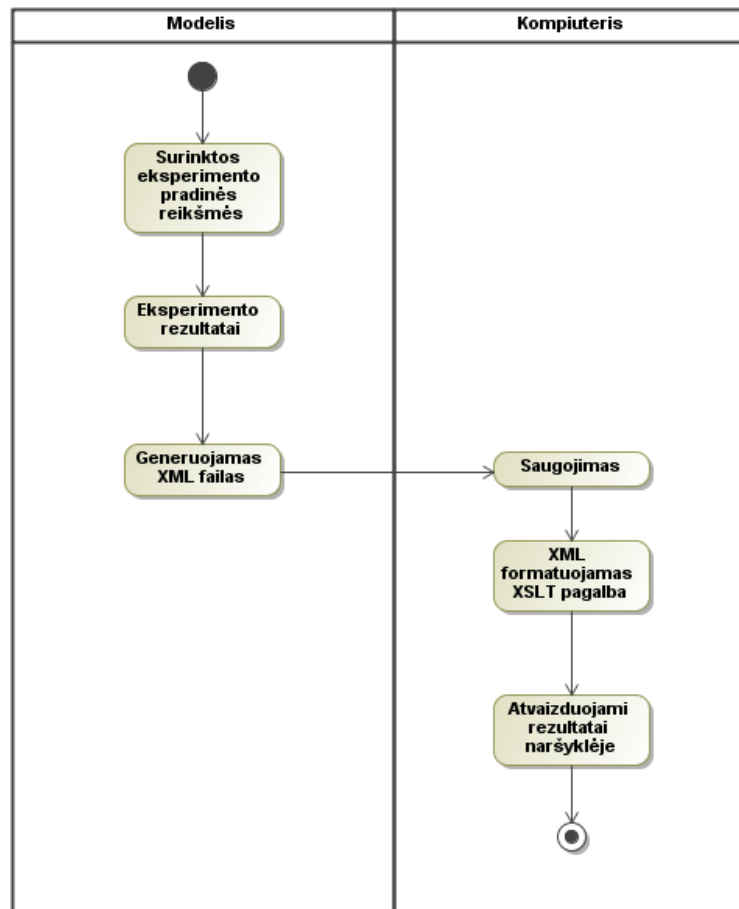 Modelis
Kompiuteris
Surinktos
eksperimento
pradinės
reikšmės
Eksperimento
rezultatai
Generuojamas
XML failas
Saugojimas
XML
formatuojamas
XSLT pagalba
Atvaizduojami
rezultatai
naršyklėje